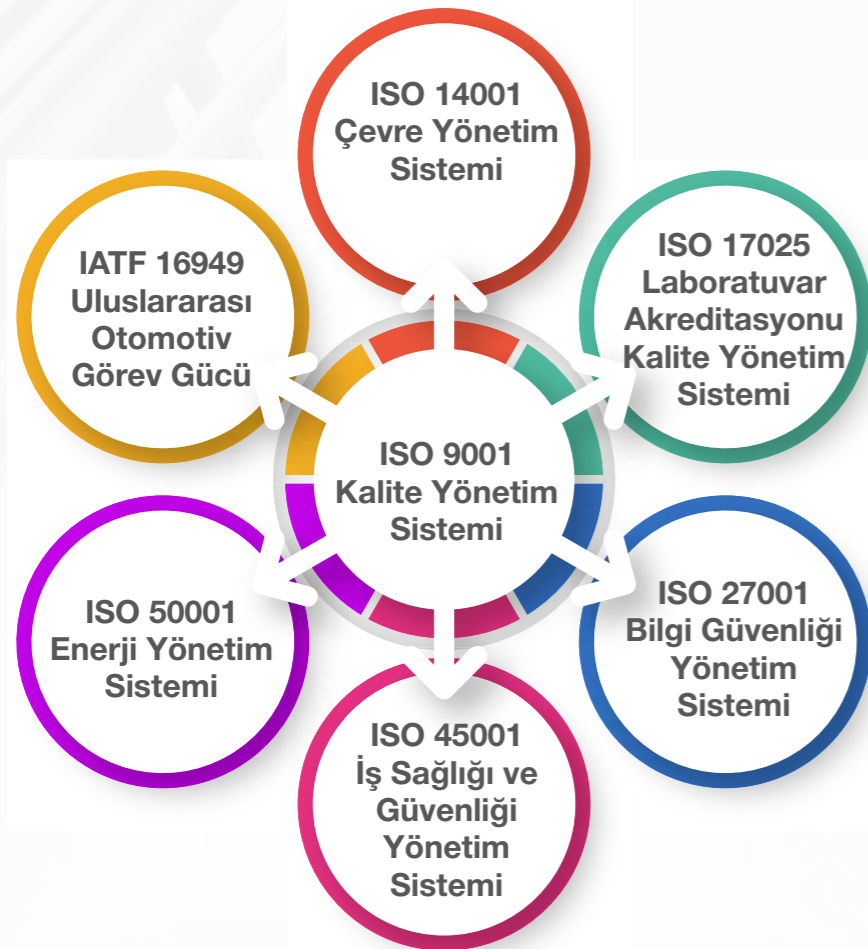 ISO 14001
Çevre Yönetim
Sistemi
IATF 16949
Uluslararası
Otomotiv
Görev Gücü
ISO 17025
Laboratuvar
Akreditasyonu
Kalite Yönetim
Sistemi
ISO 9001
Kalite Yönetim
Sistemi
ISO 50001
Enerji Yönetim
Sistemi
ISO 27001
Bilgi Güvenliği
Yönetim
Sistemi
ISO 45001
İş Sağlığı ve
Güvenliği
Yönetim
Sistemi